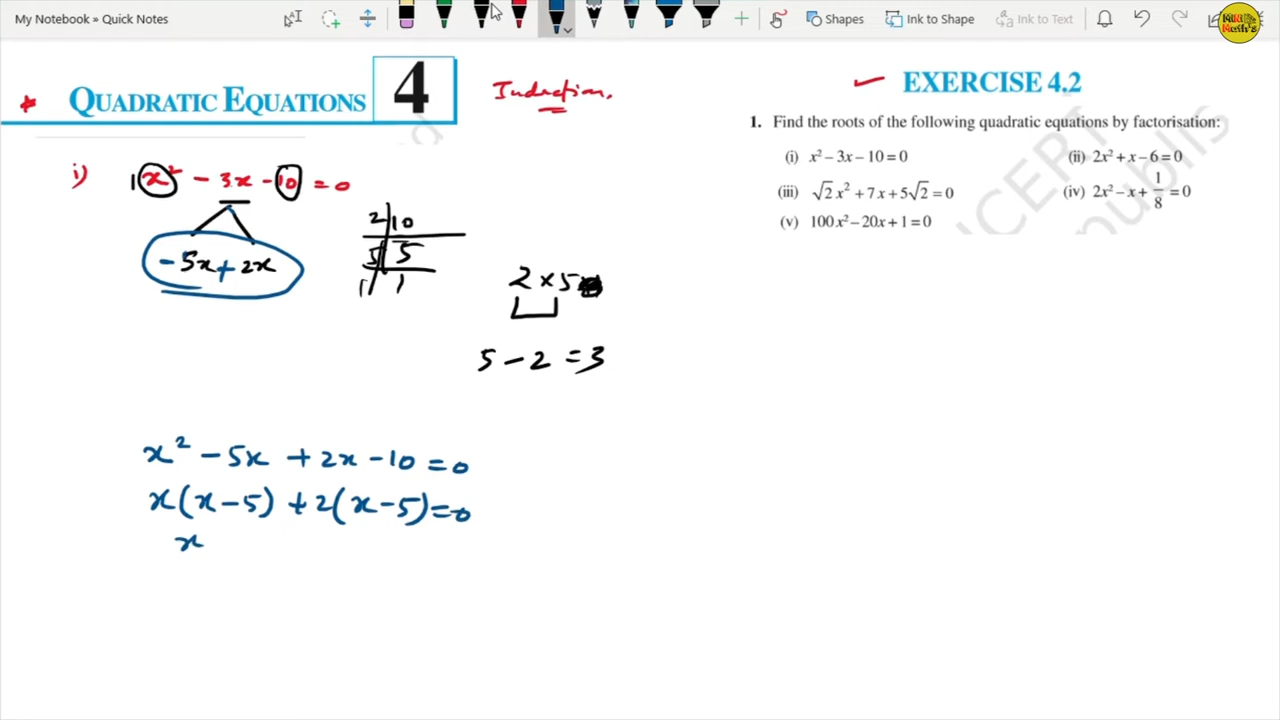 My Notebook » Quick Notes
Shapes
Ink to Shape
Ink to Text
QUADRATIC EQUATIONS 4
i) 1x² - 3x - 10 = 0
- 5x + 2x
2 10
5 5
1 1
2 × 5
5 - 2 = 3
x² - 5x + 2x - 10 = 0
x(x - 5) + 2(x - 5) = 0
x
EXERCISE 4.2
1. Find the roots of the following quadratic equations by factorisation:
(i) x² – 3x – 10 = 0
(ii) 2x² + x – 6 = 0
(iii) √2 x² + 7x + 5√2 = 0
(iv) 2x² – x + 1/8 = 0
(v) 100 x² – 20x + 1 = 0